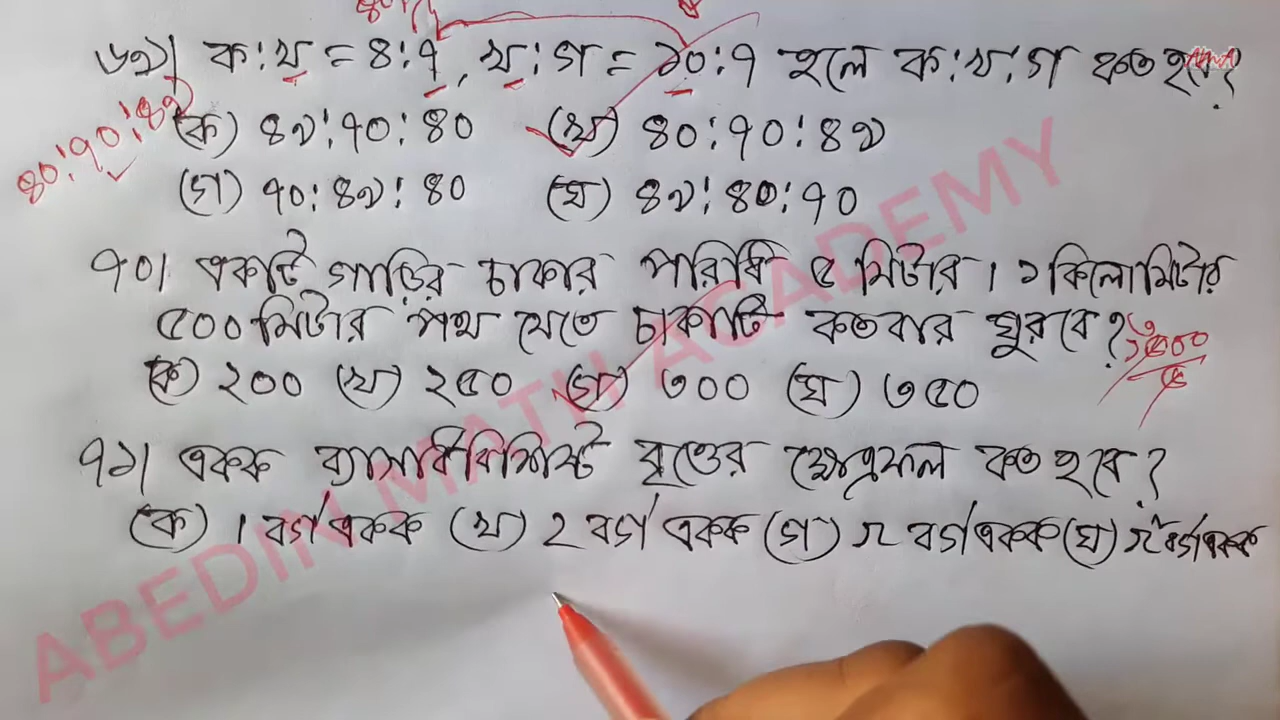 ৬৯। ক:খ = ৪:৭, খ:গ = ১০:৭ হলে ক:খ:গ কত হবে?
৪০:৭০:৪৯
(ক) ৪৯:৭০:৪০ (খ) ৪০:৭০:৪৯
(গ) ৭০:৪৯:৪০ (ঘ) ৪৯:৪০:৭০
৭০। একটি গাড়ির চাকার পরিধি ৫ মিটার। ১ কিলোমিটার
৫০০ মিটার পথ যেতে চাকাটি কতবার ঘুরবে?
১৫০০
৫
(ক) ২০০ (খ) ২৫০ (গ) ৩০০ (ঘ) ৩৫০
৭১। একক ব্যাসার্ধবিশিষ্ট বৃত্তের ক্ষেত্রফল কত হবে?
(ক) 1 বর্গ একক (খ) 2 বর্গ একক (গ) π বর্গ একক (ঘ) π² বর্গ একক
ABEDIN MATH ACADEMY